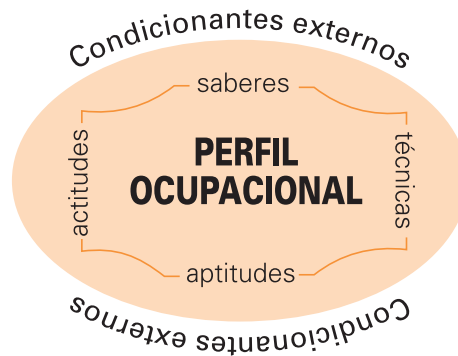 Condicionantes externos
saberes
actitudes
PERFIL
OCUPACIONAL
técnicas
aptitudes
Condicionantes externos